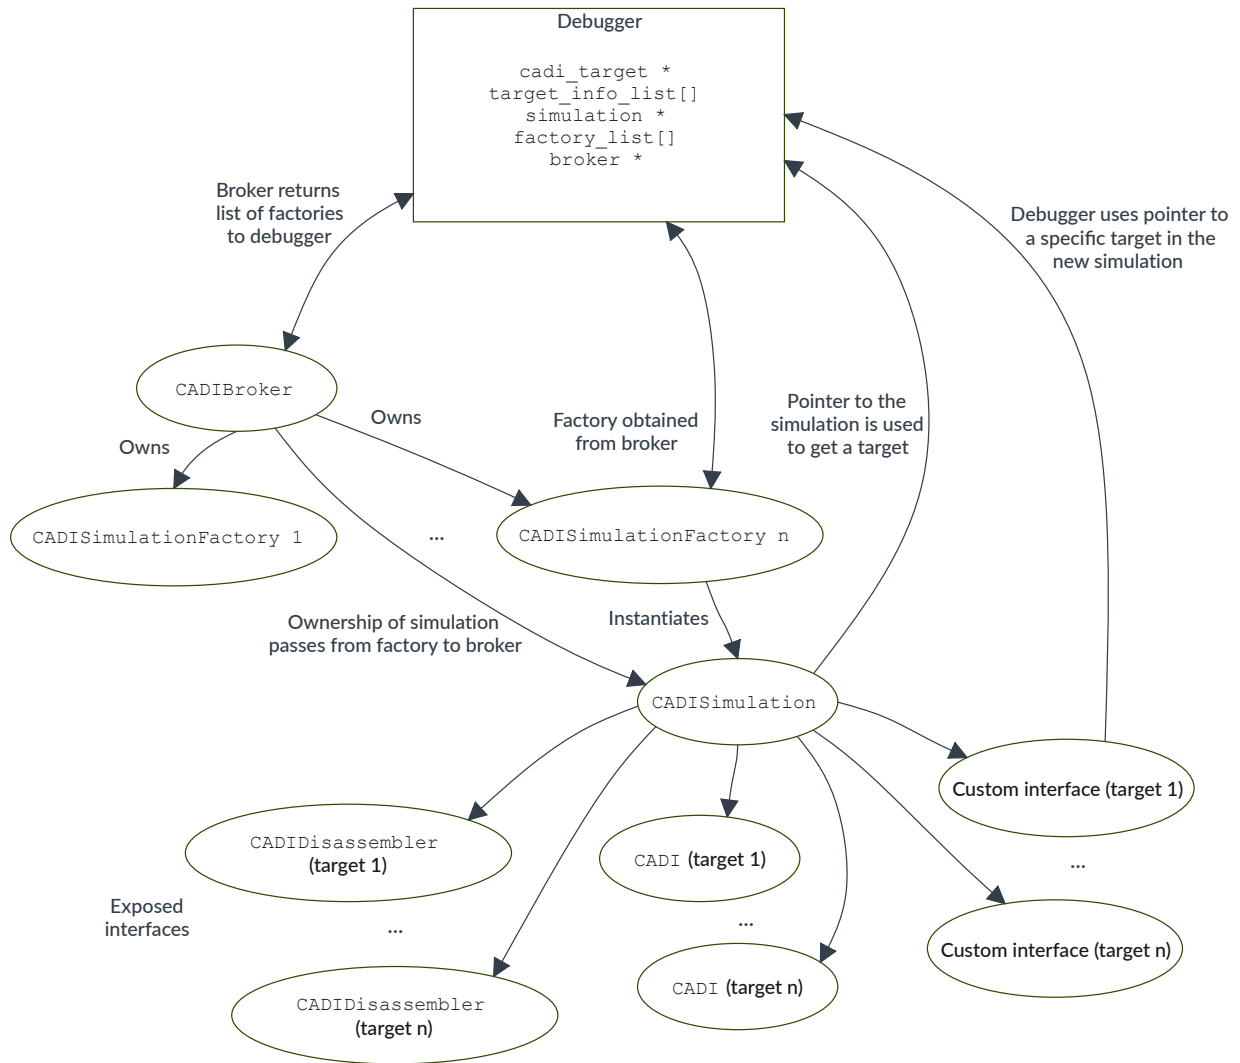 Debugger
cadi_target *
target_info_list[]
simulation *
factory_list[]
broker *
Broker returns
list of factories
to debugger
Debugger uses pointer to
a specific target in the
new simulation
CADIBroker
Owns
Owns
Factory obtained
from broker
Pointer to the
simulation is used
to get a target
CADISimulationFactory 1
...
CADISimulationFactory n
Ownership of simulation
passes from factory to broker
Instantiates
CADISimulation
Custom interface (target 1)
CADIDisassembler
(target 1)
CADI (target 1)
...
Exposed
interfaces
...
...
Custom interface (target n)
CADIDisassembler
(target n)
CADI (target n)